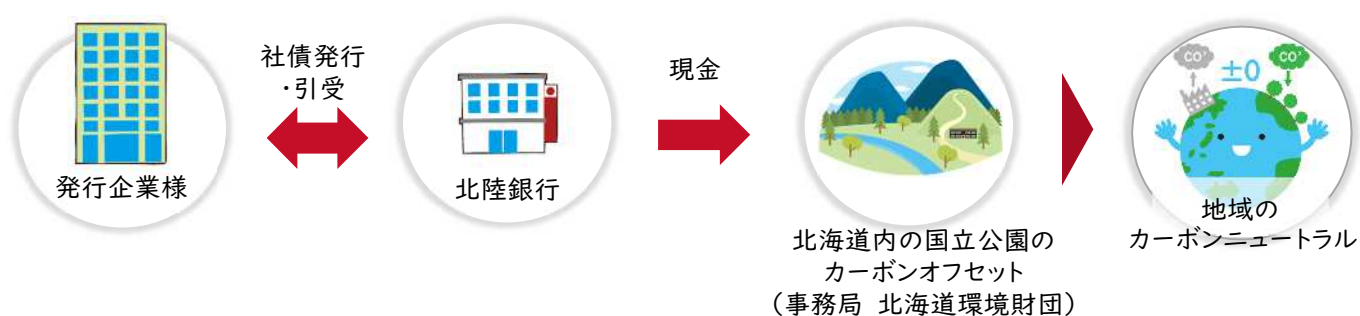 社債発行
・引受
現金
発行企業様
北陸銀行
北海道内の国立公園の
カーボンオフセット
（事務局 北海道環境財団）
CO²
±0
CO²
地域の
カーボンニュートラル